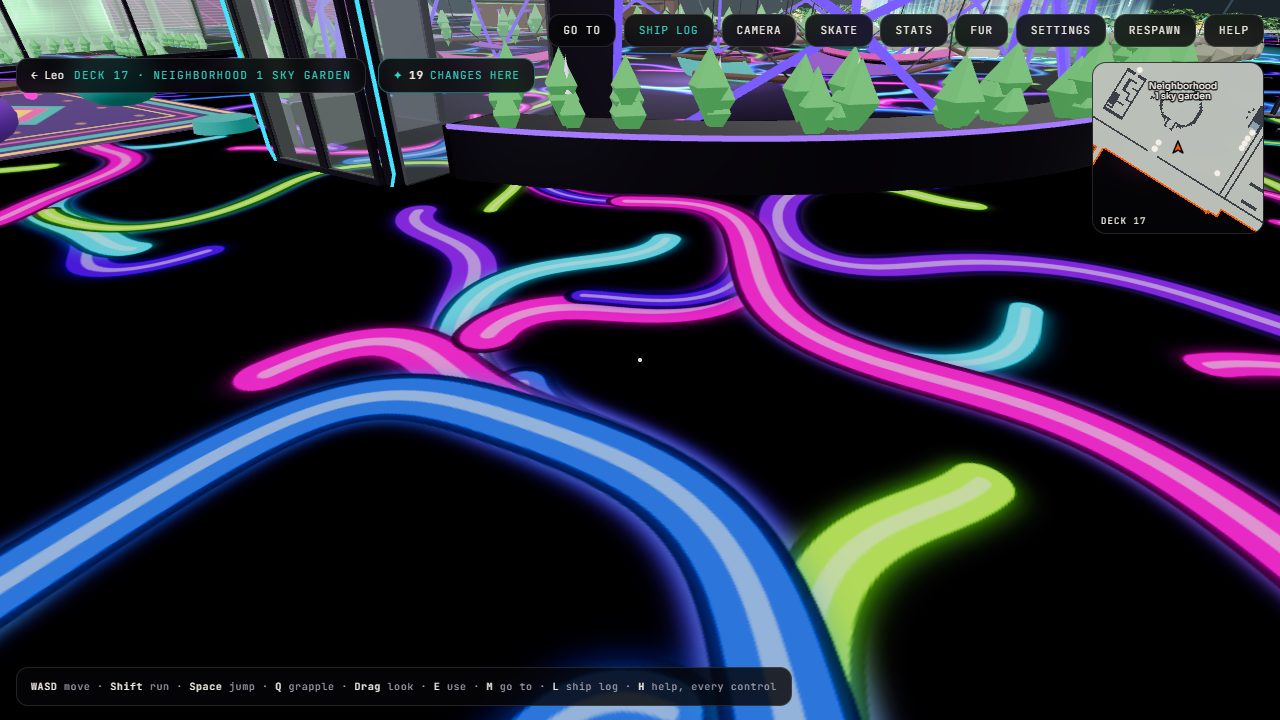 GO TO
SHIP LOG
CAMERA
SKATE
STATS
FUR
SETTINGS
RESPAWN
HELP
← Leo DECK 17 · NEIGHBORHOOD 1 SKY GARDEN
✦ 19 CHANGES HERE
Neighborhood
1 sky garden
DECK 17
WASD move · Shift run · Space jump · Q grapple · Drag look · E use · M go to · L ship log · H help, every control